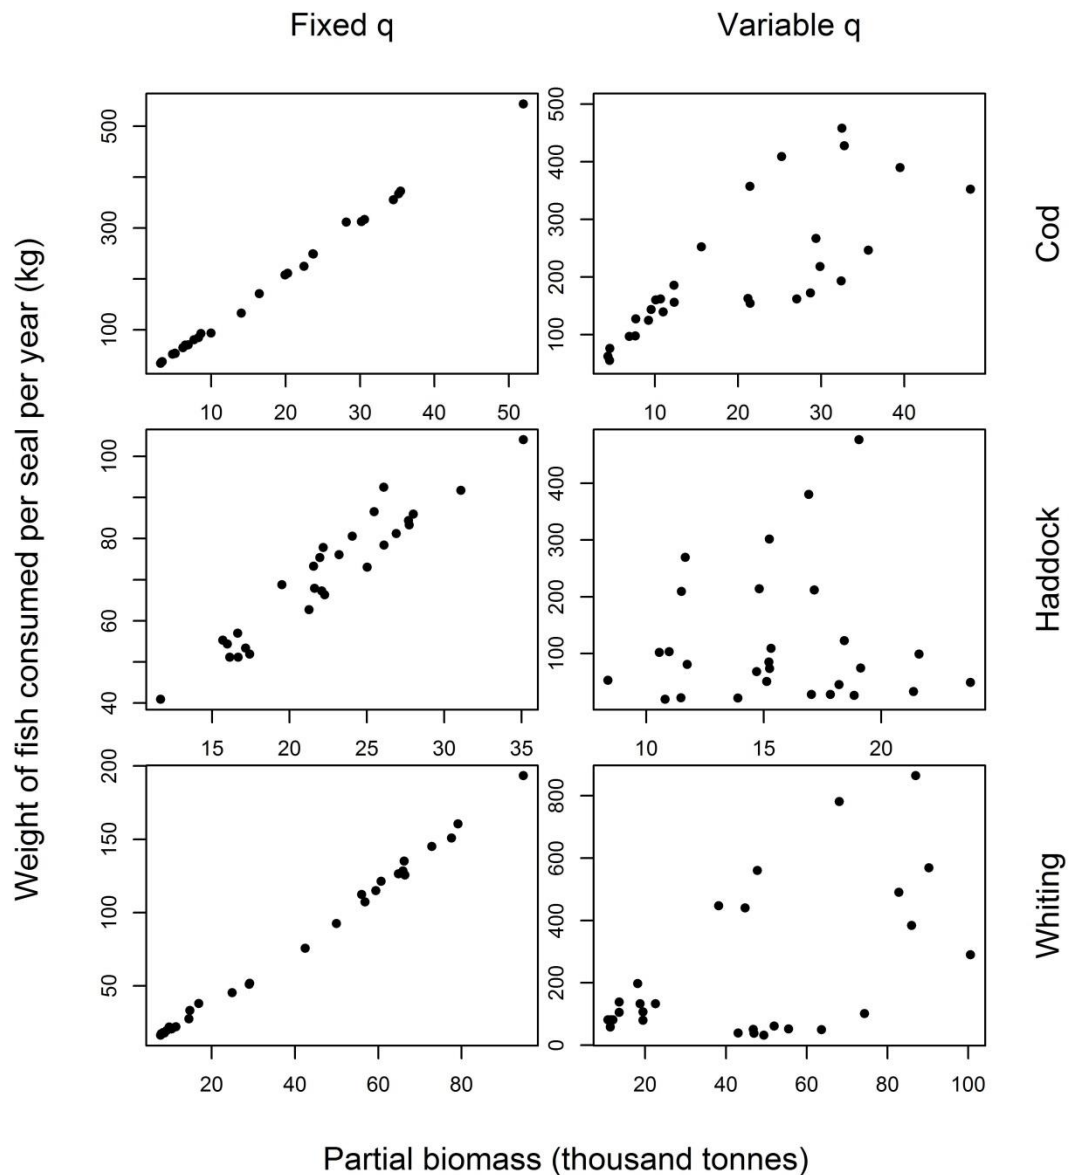 Fixed q Variable q
Weight of fish consumed per seal per year (kg)
100 300 500
10 20 30 40 50
100 200 300 400 500
10 20 30 40
Cod
40 60 80 100
15 20 25 30 35
100 200 300 400
10 15 20
Haddock
50 100 150 200
20 40 60 80
0 200 400 600 800
20 40 60 80 100
Whiting
Partial biomass (thousand tonnes)